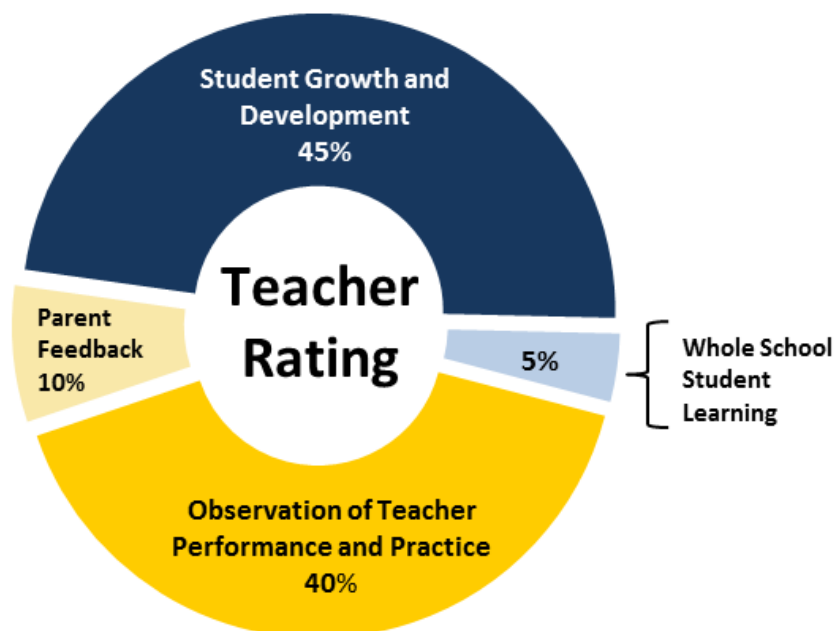 Student Growth and
Development
45%
Teacher
Rating
Parent
Feedback
10%
5%
Whole School
Student
Learning
Observation of Teacher
Performance and Practice
40%